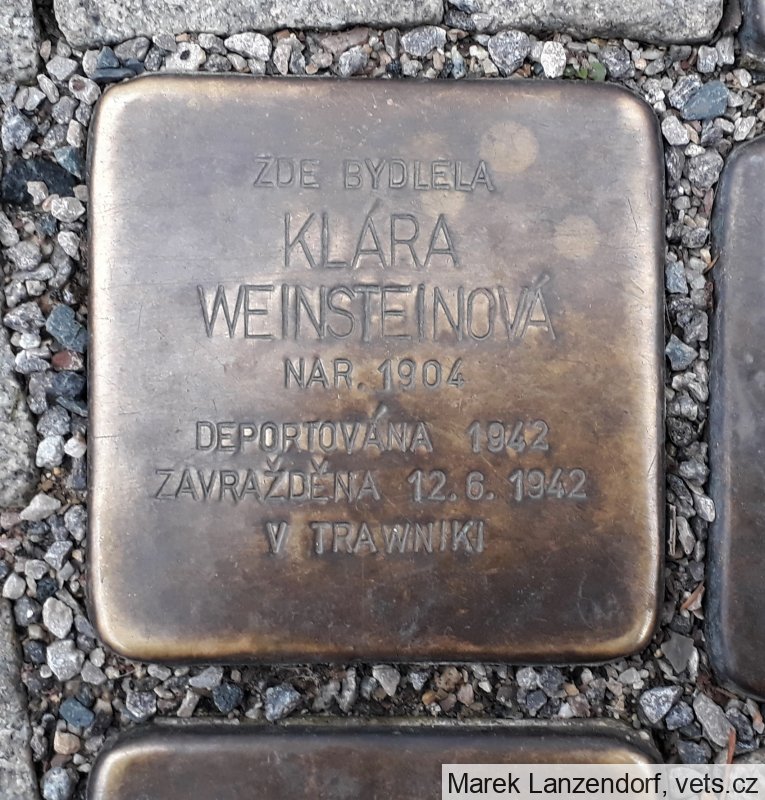 ZDE BYDLELA
KLÁRA
WEINSTEINOVÁ
NAR. 1904
DEPORTOVÁNA 1942
ZAVRAŽDĚNA 12.6. 1942
V TRAWNIKI
Marek Lanzendorf, vets.cz